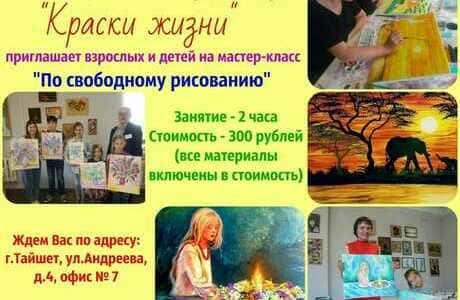 "Краски жизни"
приглашает взрослых и детей на мастер-класс
"По свободному рисованию"
Занятие - 2 часа
Стоимость - 300 рублей
(все материалы
включены в стоимость)
Ждем Вас по адресу:
г.Тайшет, ул.Андреева,
д.4, офис № 7